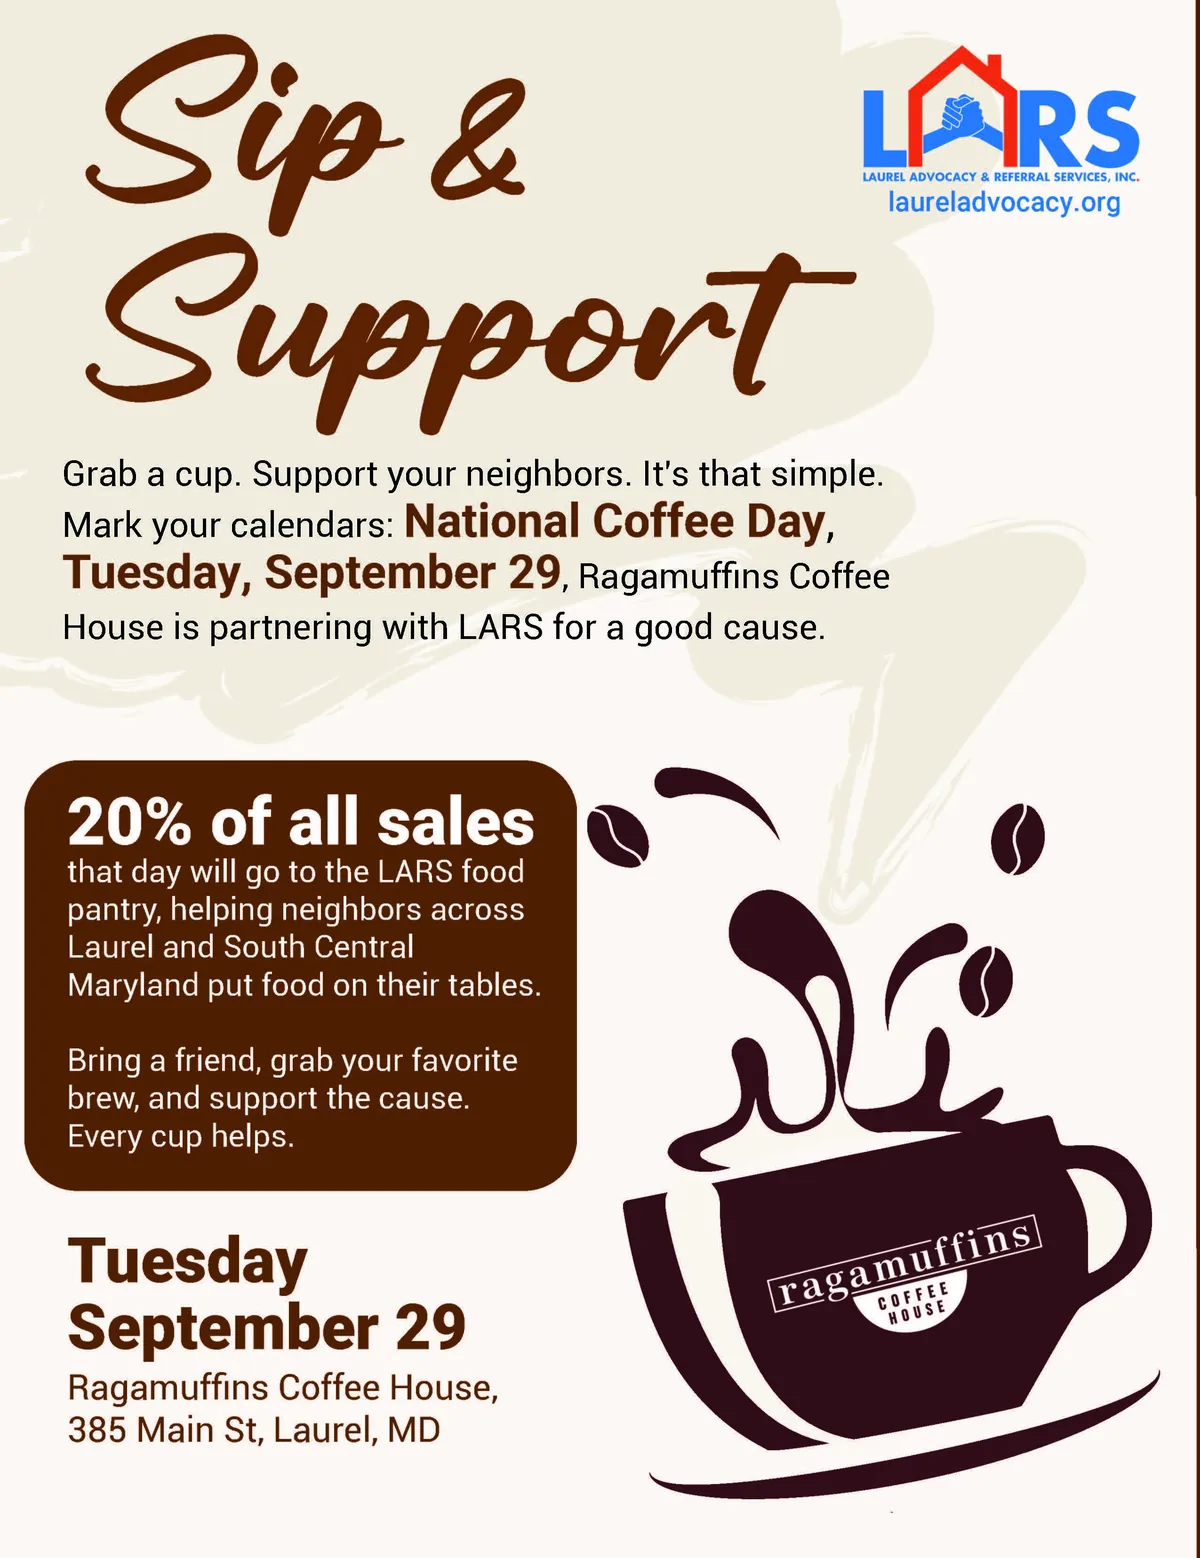 Sip &
Support
LARS
LAUREL ADVOCACY & REFERRAL SERVICES, INC.
laureladvocacy.org
Grab a cup. Support your neighbors. It's that simple.
Mark your calendars: National Coffee Day,
Tuesday, September 29, Ragamuffins Coffee
House is partnering with LARS for a good cause.
20% of all sales
that day will go to the LARS food
pantry, helping neighbors across
Laurel and South Central
Maryland put food on their tables.
Bring a friend, grab your favorite
brew, and support the cause.
Every cup helps.
Tuesday
September 29
Ragamuffins Coffee House,
385 Main St, Laurel, MD
ragamuffins
COFFEE
HOUSE